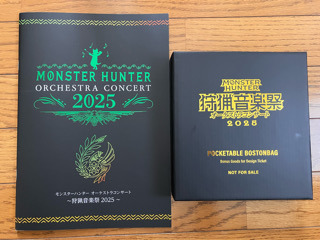 MONSTER HUNTER
ORCHESTRA CONCERT
2025
モンスターハンター オーケストラコンサート
～狩猟音楽祭 2025～
MONSTER
HUNTER
狩猟音楽祭
オーケストラコンサート
2025
POCKETABLE BOSTONBAG
Bonus Goods for Design Ticket
NOT FOR SALE